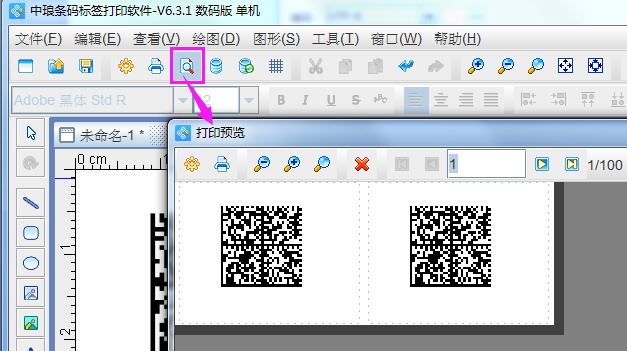 中琅条码标签打印软件-V6.3.1 数码版 单机
文件(F) 编辑(E) 查看(V) 绘图(D) 图形(S) 工具(T) 窗口(W) 帮助(H)
Adobe 黑体 Std R
B I U S
未命名-1 *
打印预览
0 cm
1
1/100
1
2